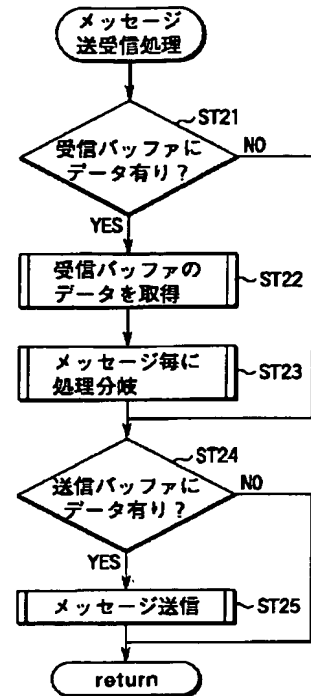 メッセージ
送受信処理
ST21
受信バッファに
データ有り？
NO
YES
受信バッファの
データを取得
ST22
メッセージ毎に
処理分岐
ST23
ST24
送信バッファに
データ有り？
NO
YES
メッセージ送信
ST25
return